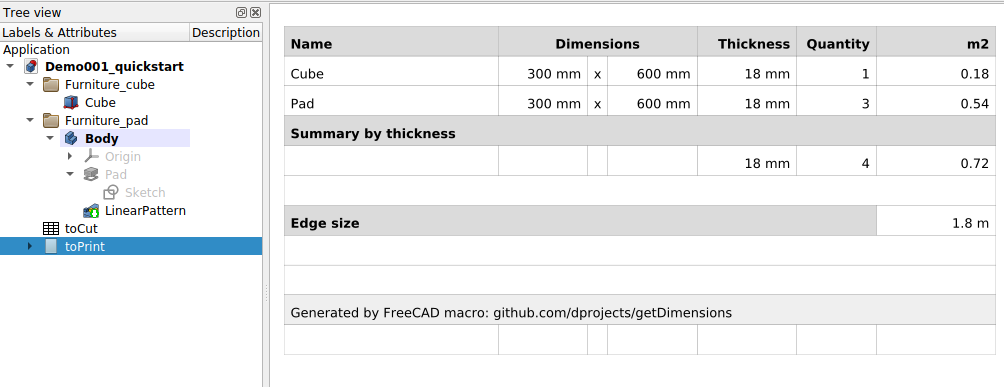 Tree view
Labels & Attributes Description
Application
Demo001_quickstart
Furniture_cube
Cube
Furniture_pad
Body
Origin
Pad
Sketch
LinearPattern
toCut
toPrint
Name Dimensions Thickness Quantity m2
Cube 300 mm x 600 mm 18 mm 1 0.18
Pad 300 mm x 600 mm 18 mm 3 0.54
Summary by thickness
18 mm 4 0.72
Edge size 1.8 m
Generated by FreeCAD macro: github.com/dprojects/getDimensions